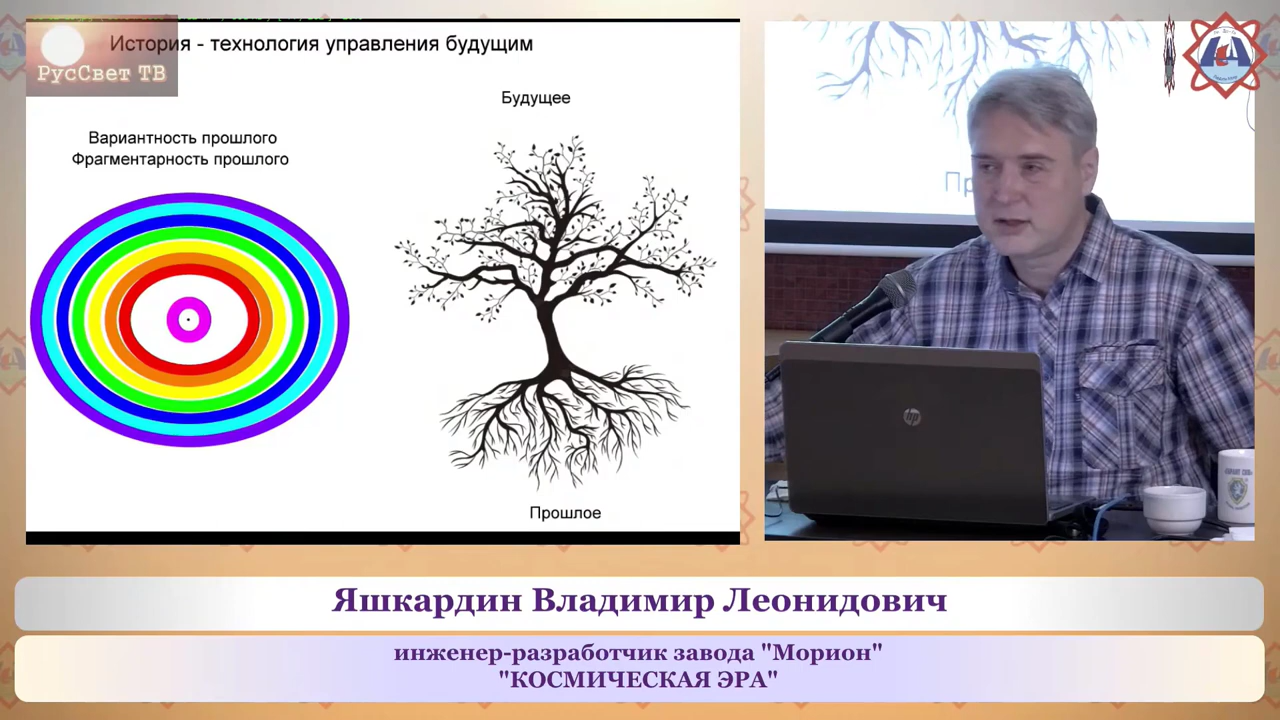 История - технология управления будущим
РусСвет ТВ
Будущее
Вариантность прошлого
Фрагментарность прошлого
Прошлое
hp
Яшкардин Владимир Леонидович
инженер-разработчик завода "Морион"
"КОСМИЧЕСКАЯ ЭРА"